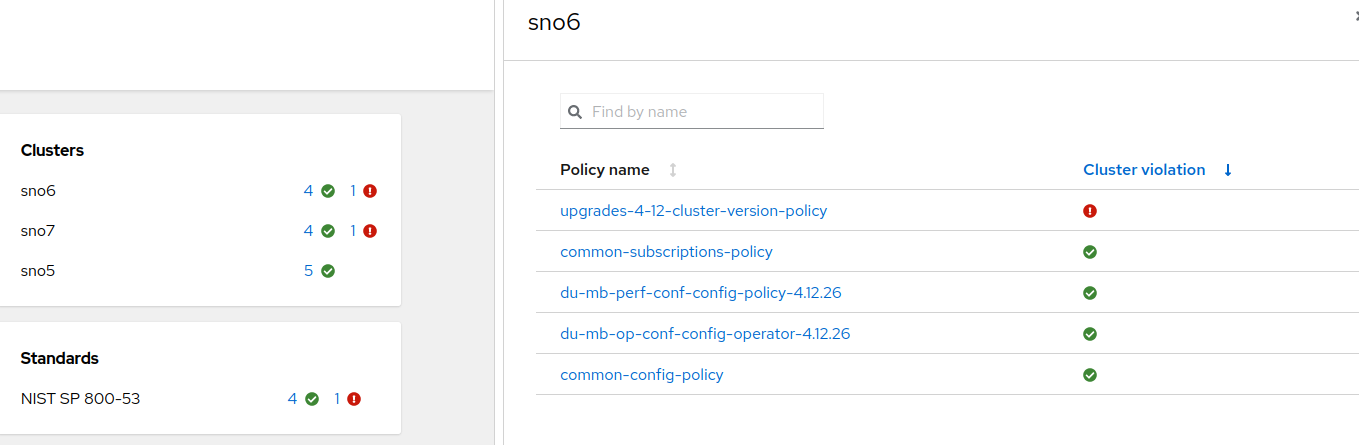 sno6
Find by name
Clusters
sno6 4 1
sno7 4 1
sno5 5
Standards
NIST SP 800-53 4 1
Policy name Cluster violation
upgrades-4-12-cluster-version-policy
common-subscriptions-policy
du-mb-perf-conf-config-policy-4.12.26
du-mb-op-conf-config-operator-4.12.26
common-config-policy